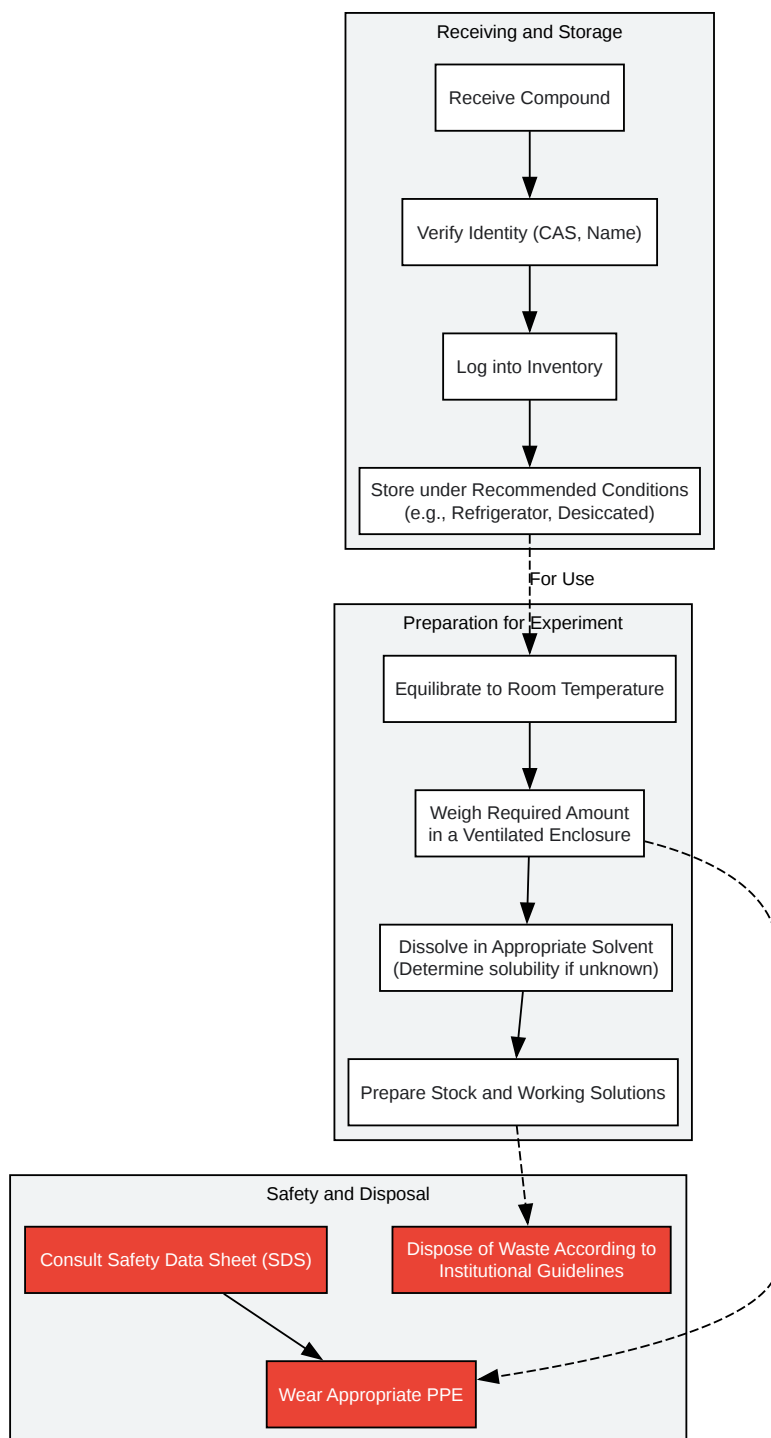 Receiving and Storage
Receive Compound
Verify Identity (CAS, Name)
Log into Inventory
Store under Recommended Conditions
(e.g., Refrigerator, Desiccated)
For Use
Preparation for Experiment
Equilibrate to Room Temperature
Weigh Required Amount
in a Ventilated Enclosure
Dissolve in Appropriate Solvent
(Determine solubility if unknown)
Prepare Stock and Working Solutions
Safety and Disposal
Consult Safety Data Sheet (SDS)
Dispose of Waste According to
Institutional Guidelines
Wear Appropriate PPE